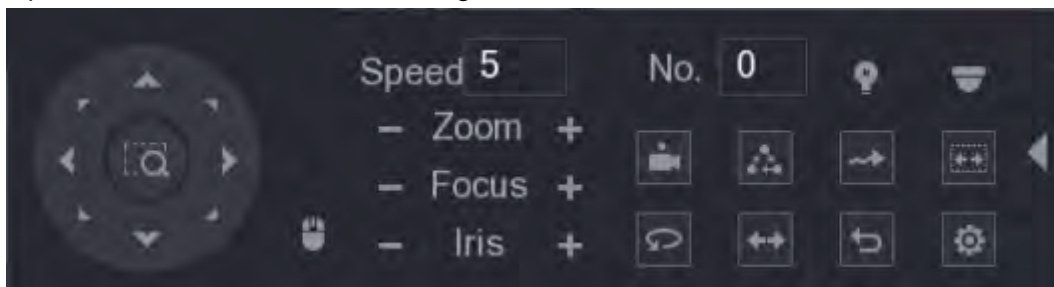 Speed 5
No. 0
- Zoom +
- Focus +
- Iris +